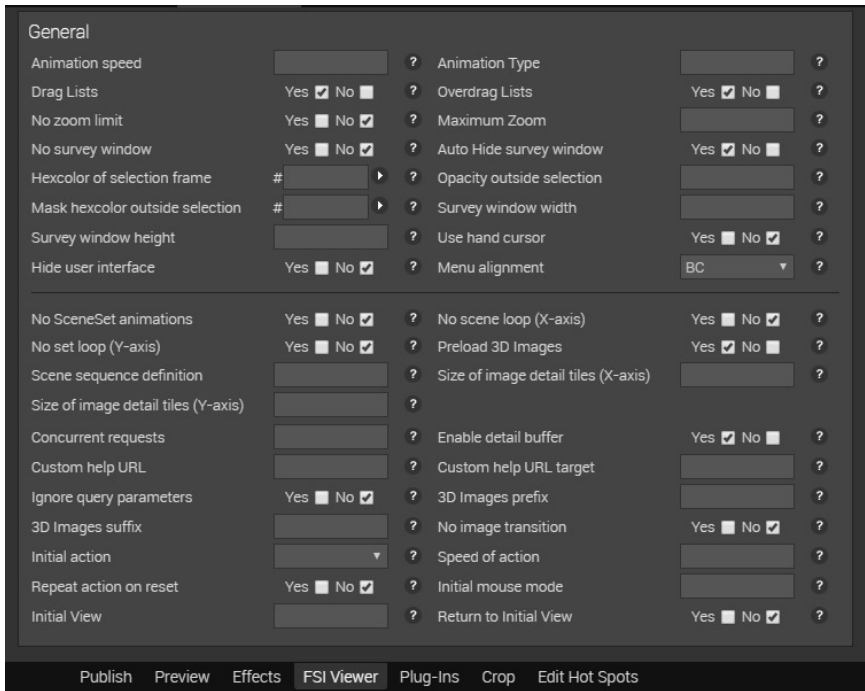 General
Animation speed ? Animation Type ?
Drag Lists Yes No ? Overdrag Lists Yes No ?
No zoom limit Yes No ? Maximum Zoom ?
No survey window Yes No ? Auto Hide survey window Yes No ?
Hexcolor of selection frame # ? Opacity outside selection ?
Mask hexcolor outside selection # ? Survey window width ?
Survey window height ? Use hand cursor Yes No ?
Hide user interface Yes No ? Menu alignment BC ?
No SceneSet animations Yes No ? No scene loop (X-axis) Yes No ?
No set loop (Y-axis) Yes No ? Preload 3D Images Yes No ?
Scene sequence definition ? Size of image detail tiles (X-axis) ?
Size of image detail tiles (Y-axis) ?
Concurrent requests ? Enable detail buffer Yes No ?
Custom help URL ? Custom help URL target ?
Ignore query parameters Yes No ? 3D Images prefix ?
3D Images suffix ? No image transition Yes No ?
Initial action ? Speed of action ?
Repeat action on reset Yes No ? Initial mouse mode ?
Initial View ? Return to Initial View Yes No ?
Publish Preview Effects FSI Viewer Plug-Ins Crop Edit Hot Spots